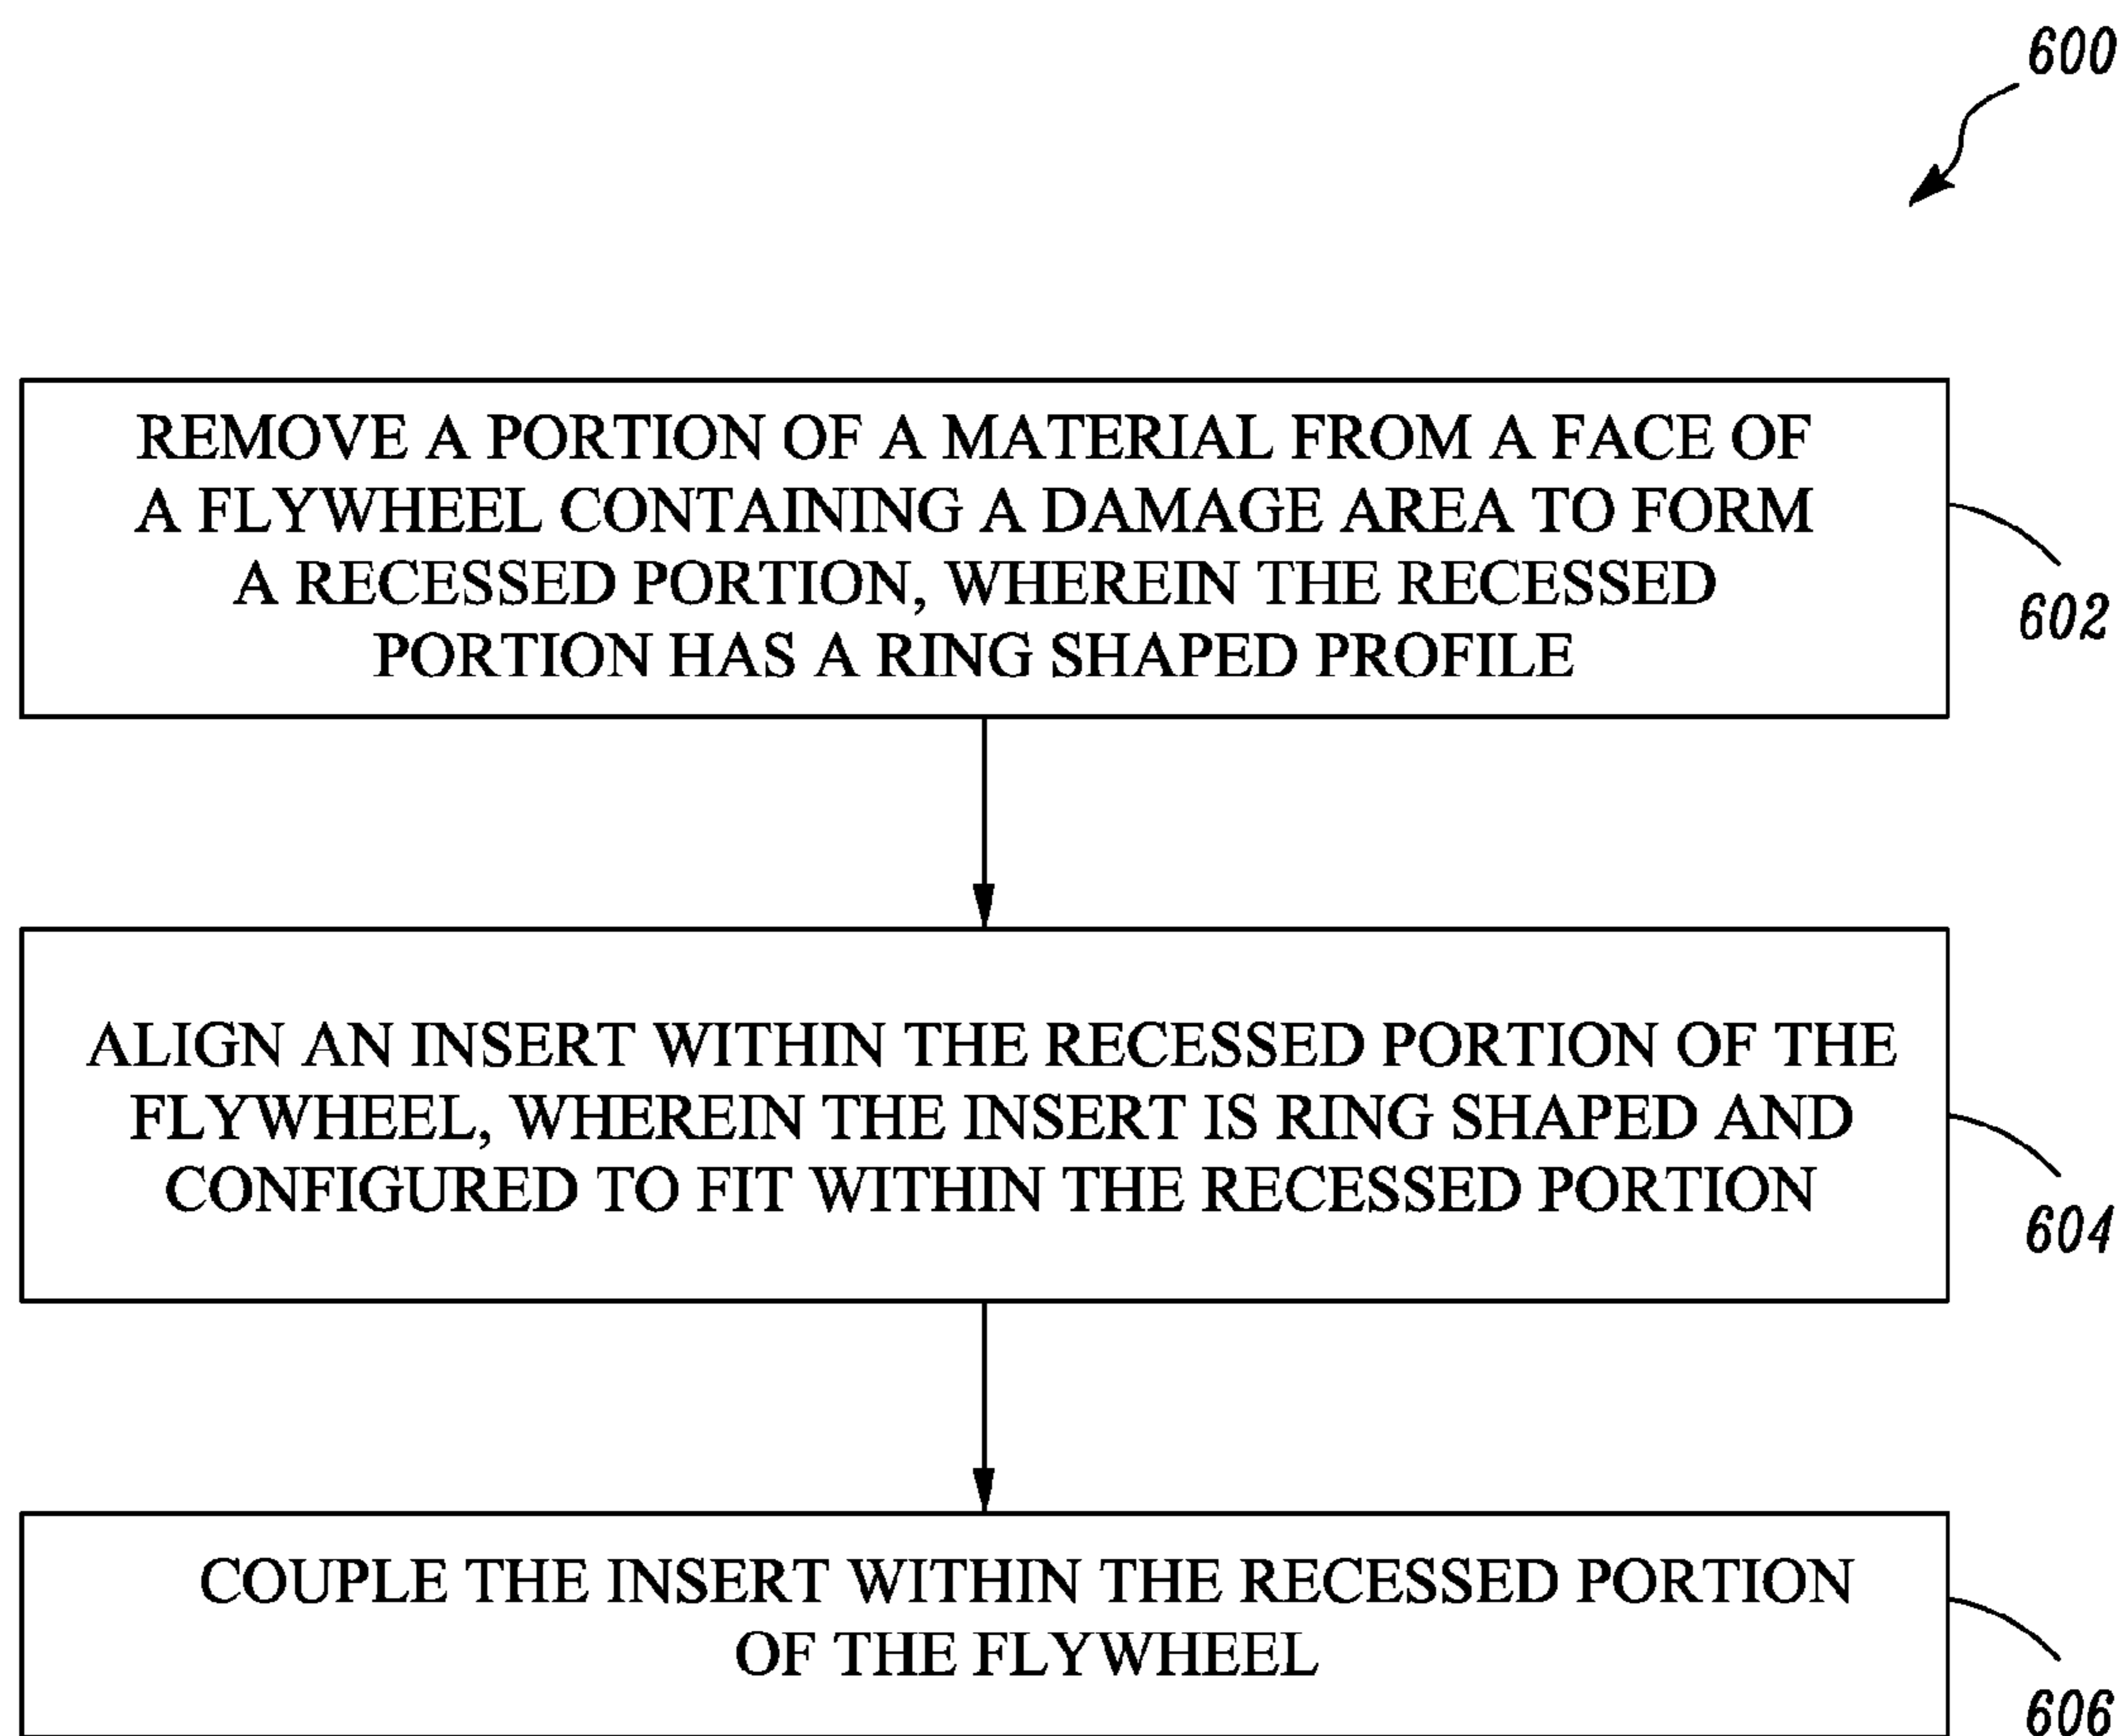 600
REMOVE A PORTION OF A MATERIAL FROM A FACE OF
A FLYWHEEL CONTAINING A DAMAGE AREA TO FORM
A RECESSED PORTION, WHEREIN THE RECESSED
PORTION HAS A RING SHAPED PROFILE
602
ALIGN AN INSERT WITHIN THE RECESSED PORTION OF THE
FLYWHEEL, WHEREIN THE INSERT IS RING SHAPED AND
CONFIGURED TO FIT WITHIN THE RECESSED PORTION
604
COUPLE THE INSERT WITHIN THE RECESSED PORTION
OF THE FLYWHEEL
606